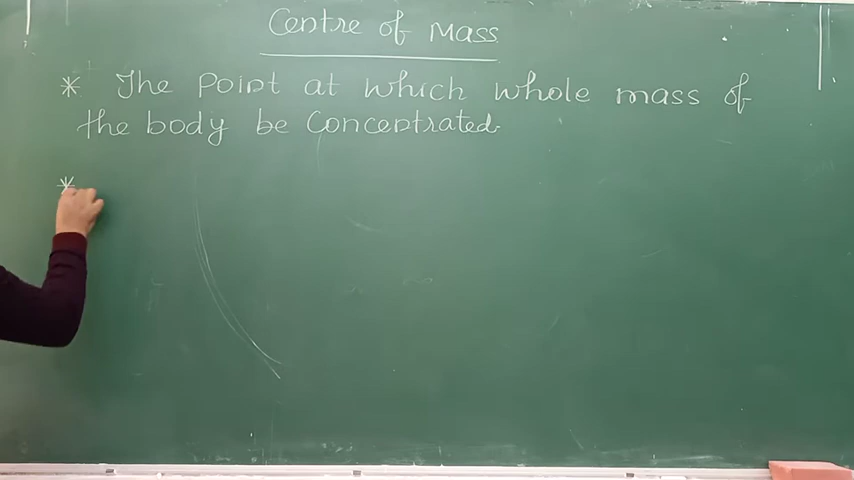 Centre of Mass
* The point at which whole mass of
the body be concentrated.
*